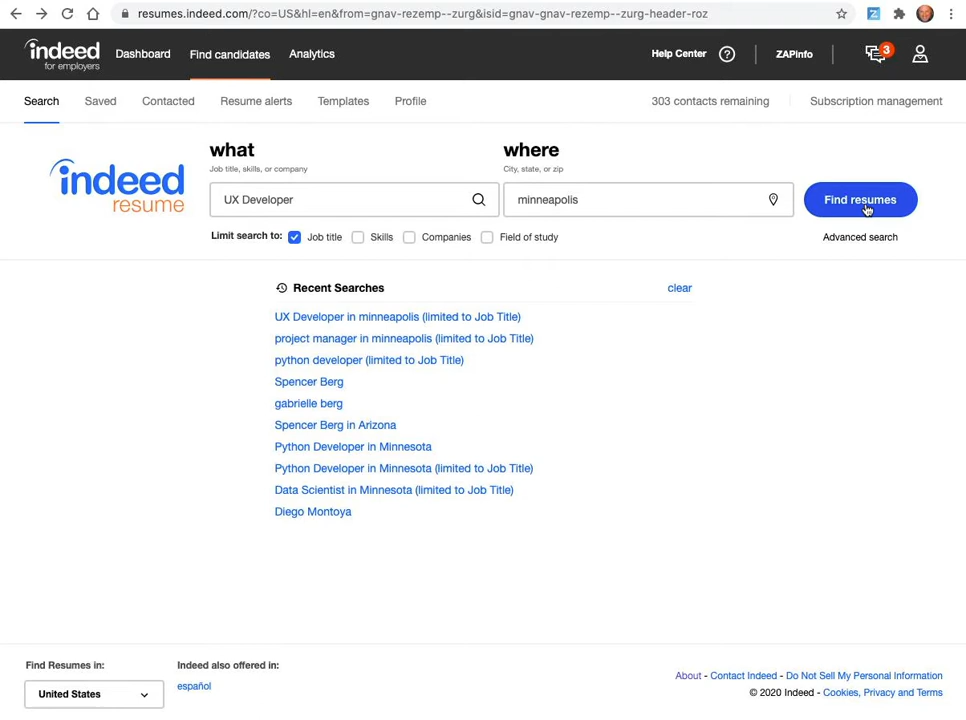 resumes.indeed.com/?co=US&hl=en&from=gnav-rezemp--zurg&isid=gnav-gnav-rezemp--zurg-header-roz
indeed
for employers
Dashboard Find candidates Analytics Help Center ? ZAPinfo 3
Search Saved Contacted Resume alerts Templates Profile 303 contacts remaining Subscription management
indeed
resume
what where
Job title, skills, or company City, state, or zip
UX Developer minneapolis Find resumes
Limit search to: Job title Skills Companies Field of study Advanced search
Recent Searches clear
UX Developer in minneapolis (limited to Job Title)
project manager in minneapolis (limited to Job Title)
python developer (limited to Job Title)
Spencer Berg
gabrielle berg
Spencer Berg in Arizona
Python Developer in Minnesota
Python Developer in Minnesota (limited to Job Title)
Data Scientist in Minnesota (limited to Job Title)
Diego Montoya
Find Resumes in: Indeed also offered in:
United States español
About - Contact Indeed - Do Not Sell My Personal Information
© 2020 Indeed - Cookies, Privacy and Terms